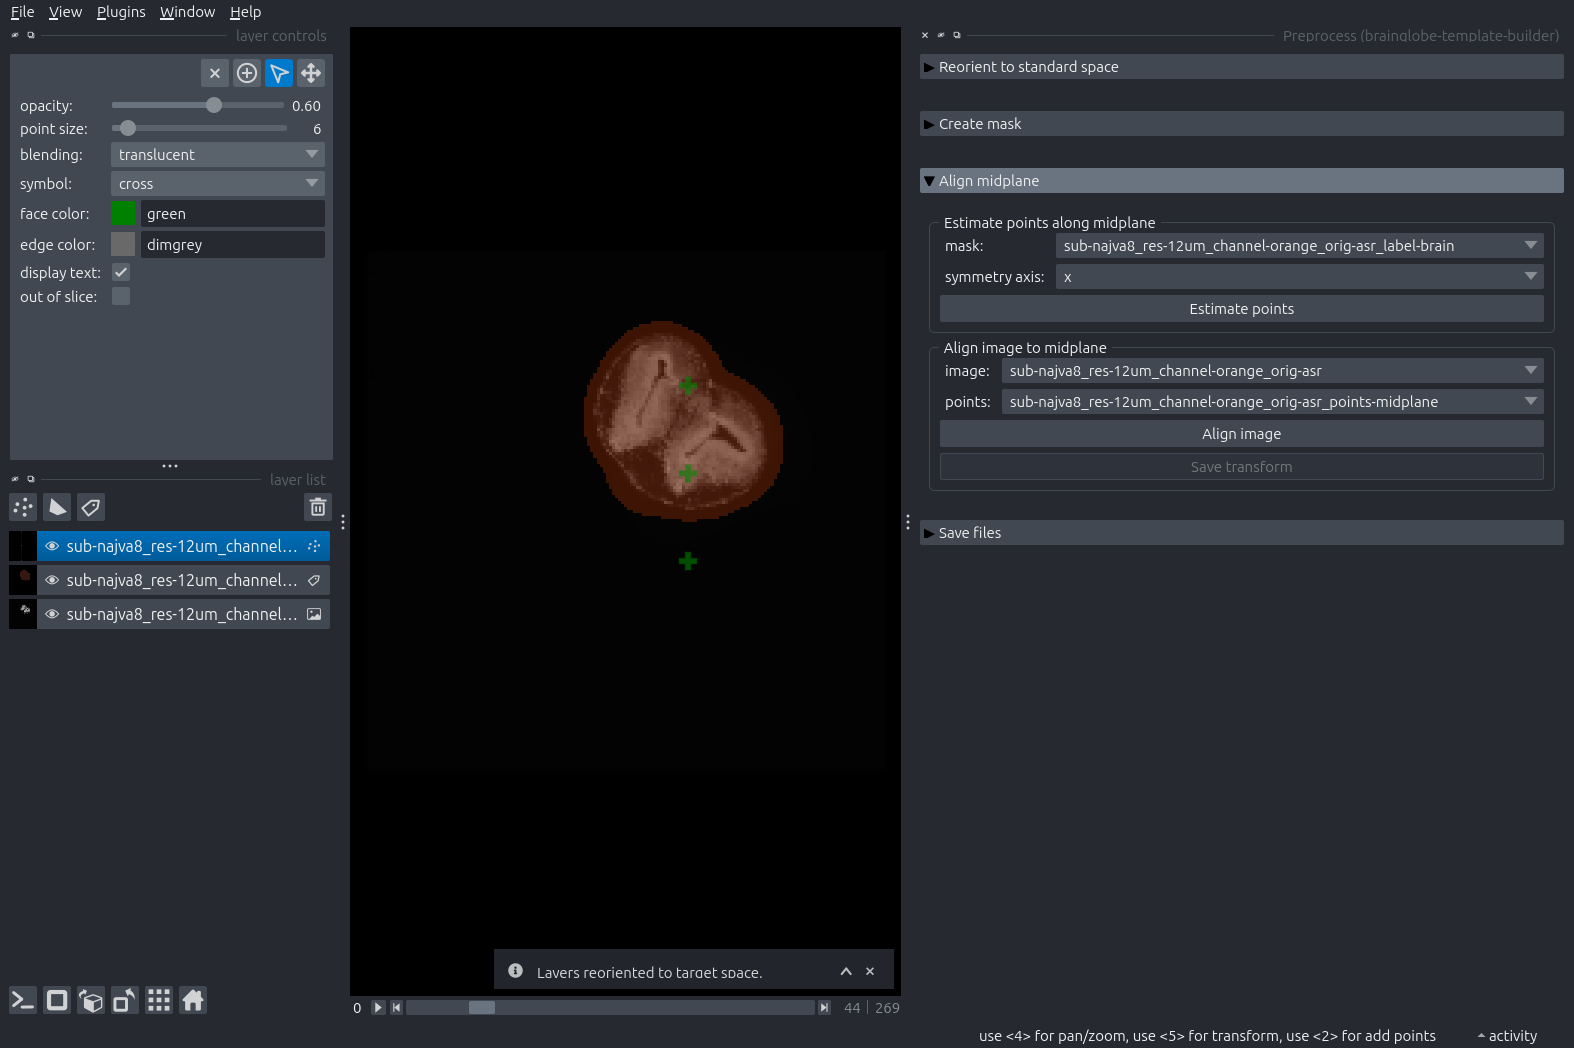 File View Plugins Window Help
layer controls
opacity: 0.60
point size: 6
blending: translucent
symbol: cross
face color: green
edge color: dimgrey
display text:
out of slice:
layer list
sub-najva8_res-12um_channel...
sub-najva8_res-12um_channel...
sub-najva8_res-12um_channel...
Layers reoriented to target space.
0 44 | 269
Preprocess (brainglobe-template-builder)
Reorient to standard space
Create mask
Align midplane
Estimate points along midplane
mask: sub-najva8_res-12um_channel-orange_orig-asr_label-brain
symmetry axis: x
Estimate points
Align image to midplane
image: sub-najva8_res-12um_channel-orange_orig-asr
points: sub-najva8_res-12um_channel-orange_orig-asr_points-midplane
Align image
Save transform
Save files
use <4> for pan/zoom, use <5> for transform, use <2> for add points activity